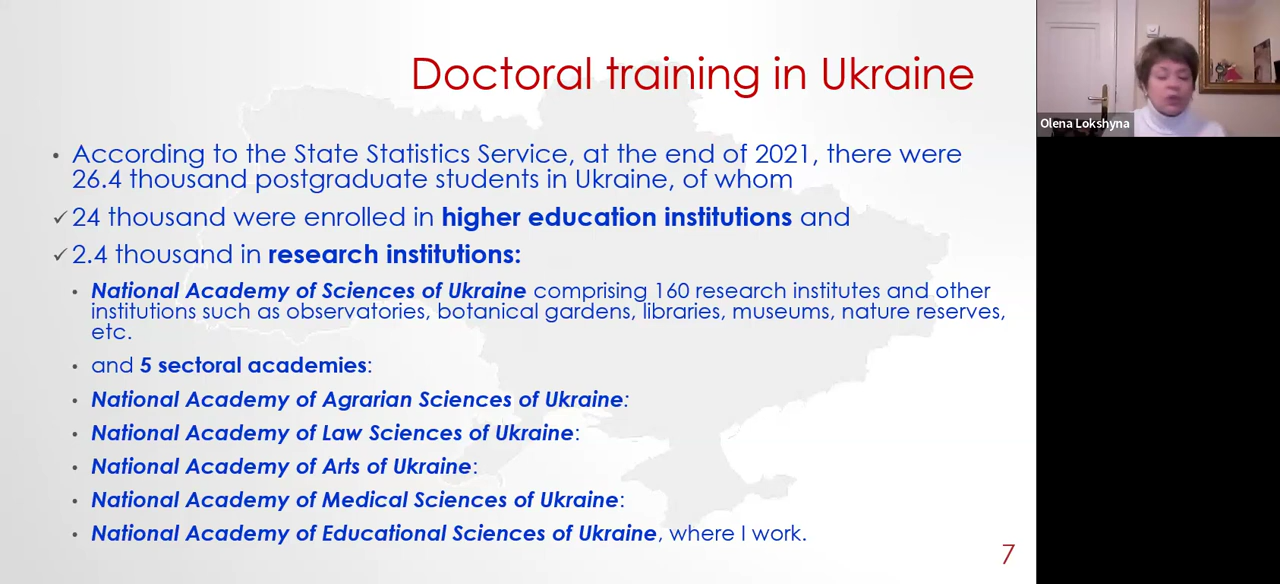 Doctoral training in Ukraine
• According to the State Statistics Service, at the end of 2021, there were
26.4 thousand postgraduate students in Ukraine, of whom
✓ 24 thousand were enrolled in higher education institutions and
✓ 2.4 thousand in research institutions:
• National Academy of Sciences of Ukraine comprising 160 research institutes and other
institutions such as observatories, botanical gardens, libraries, museums, nature reserves,
etc.
• and 5 sectoral academies:
• National Academy of Agrarian Sciences of Ukraine:
• National Academy of Law Sciences of Ukraine:
• National Academy of Arts of Ukraine:
• National Academy of Medical Sciences of Ukraine:
• National Academy of Educational Sciences of Ukraine, where I work.
7
Olena Lokshyna